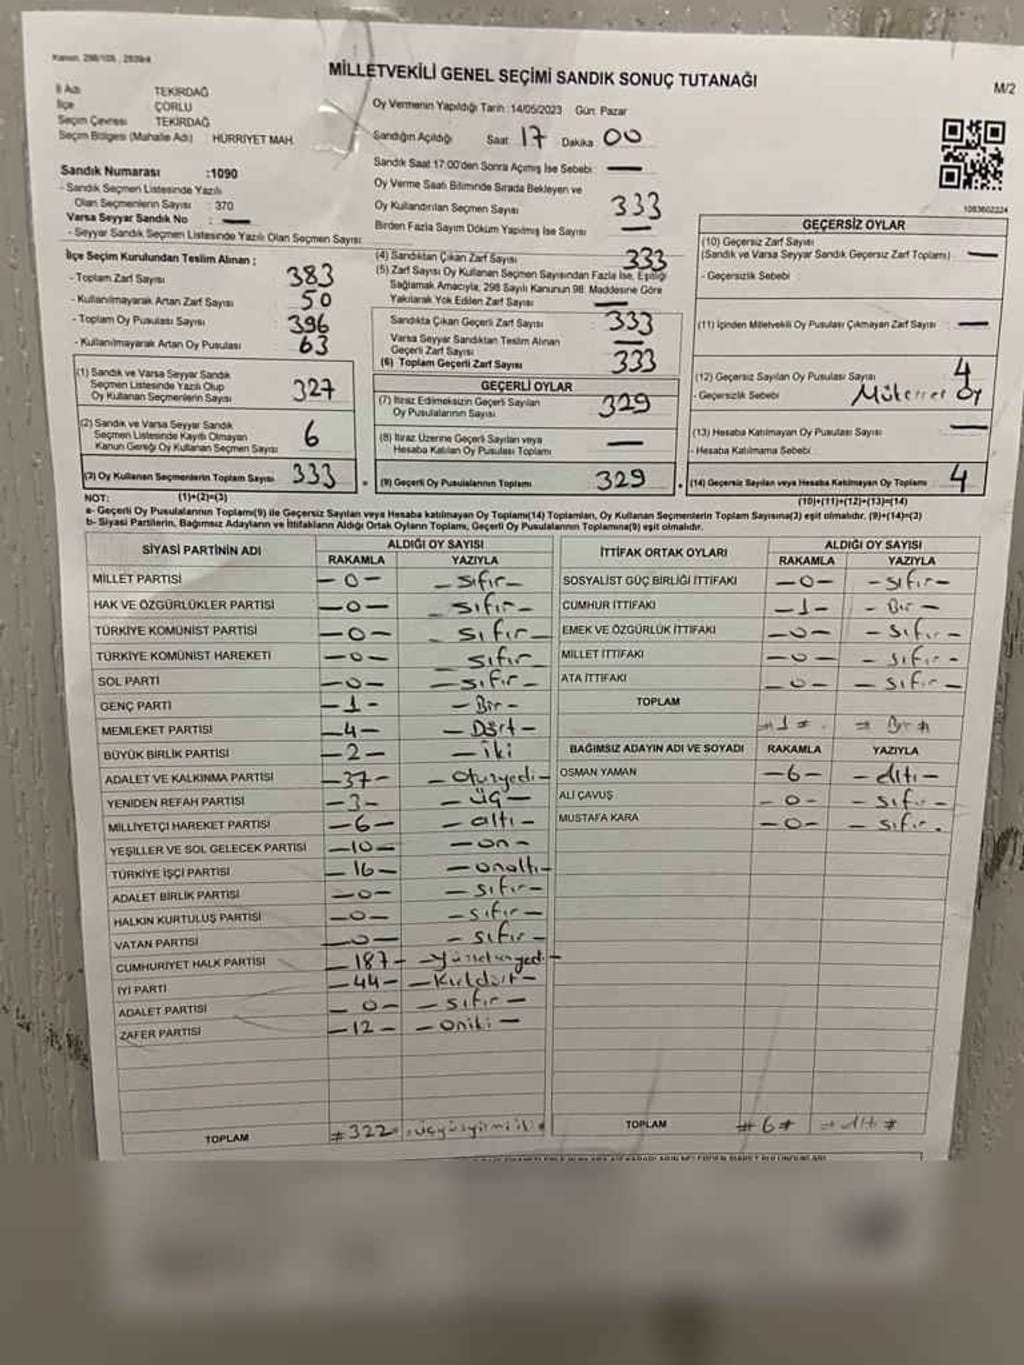 Kanun: 298/105, 2839/4
MİLLETVEKİLİ GENEL SEÇİMİ SANDIK SONUÇ TUTANAĞI
M/2
İl Adı TEKİRDAĞ
İlçe ÇORLU
Seçim Çevresi TEKİRDAĞ
Seçim Bölgesi (Mahalle Adı) HÜRRİYET MAH.
Oy Vermenin Yapıldığı Tarih :14/05/2023 Gün: Pazar
Sandığın Açıldığı Saat 17 Dakika 00
Sandık Saat 17:00'den Sonra Açılmış İse Sebebi : —
Oy Verme Saati Bitiminde Sırada Bekleyen ve
Oy Kullandırılan Seçmen Sayısı 333
Birden Fazla Sayım Döküm Yapılmış İse Sayısı —
Sandık Numarası :1090
- Sandık Seçmen Listesinde Yazılı
Olan Seçmenlerin Sayısı : 370
Varsa Seyyar Sandık No : —
- Seyyar Sandık Seçmen Listesinde Yazılı Olan Seçmen Sayısı:
1083602224
İlçe Seçim Kurulundan Teslim Alınan :
- Toplam Zarf Sayısı 383
- Kullanılmayarak Artan Zarf Sayısı 50
- Toplam Oy Pusulası Sayısı 396
- Kullanılmayarak Artan Oy Pusulası 63
(1) Sandık ve Varsa Seyyar Sandık
Seçmen Listesinde Yazılı Olup
Oy Kullanan Seçmenlerin Sayısı 327
(2) Sandık ve Varsa Seyyar Sandık
Seçmen Listesinde Kayıtlı Olmayan
Kanun Gereği Oy Kullanan Seçmen Sayısı 6
(3) Oy Kullanan Seçmenlerin Toplam Sayısı 333
(4) Sandıktan Çıkan Zarf Sayısı 333
(5) Zarf Sayısı Oy Kullanan Seçmen Sayısından Fazla İse, Eşitliği
Sağlamak Amacıyla, 298 Sayılı Kanunun 98. Maddesine Göre
Yakılarak Yok Edilen Zarf Sayısı —
Sandıkta Çıkan Geçerli Zarf Sayısı 333
Varsa Seyyar Sandıktan Teslim Alınan
Geçerli Zarf Sayısı —
(6) Toplam Geçerli Zarf Sayısı 333
GEÇERLİ OYLAR
(7) İtiraz Edilmeksizin Geçerli Sayılan
Oy Pusulalarının Sayısı 329
(8) İtiraz Üzerine Geçerli Sayılan veya
Hesaba Katılan Oy Pusulası Toplamı —
(9) Geçerli Oy Pusulalarının Toplamı 329
GEÇERSİZ OYLAR
(10) Geçersiz Zarf Sayısı
(Sandık ve Varsa Seyyar Sandık Geçersiz Zarf Toplamı) : —
- Geçersizlik Sebebi :
(11) İçinden Milletvekili Oy Pusulası Çıkmayan Zarf Sayısı : —
(12) Geçersiz Sayılan Oy Pusulası Sayısı 4
- Geçersizlik Sebebi Mükerrer oy
(13) Hesaba Katılmayan Oy Pusulası Sayısı : —
- Hesaba Katılmama Sebebi
(14) Geçersiz Sayılan veya Hesaba Katılmayan Oy Toplamı : 4
NOT: (1)+(2)=(3)
(10)+(11)+(12)+(13)=(14)
a- Geçerli Oy Pusulalarının Toplamı(9) ile Geçersiz Sayılan veya Hesaba katılmayan Oy Toplamı(14) Toplamları, Oy Kullanan Seçmenlerin Toplam Sayısına(3) eşit olmalıdır. (9)+(14)=(3)
b- Siyasi Partilerin, Bağımsız Adayların ve İttifakların Aldığı Ortak Oyların Toplamı, Geçerli Oy Pusulalarının Toplamına(9) eşit olmalıdır.
SİYASİ PARTİNİN ADI ALDIĞI OY SAYISI
RAKAMLA YAZIYLA
MİLLET PARTİSİ —0— —sıfır—
HAK VE ÖZGÜRLÜKLER PARTİSİ —0— —sıfır—
TÜRKİYE KOMÜNİST PARTİSİ —0— —sıfır—
TÜRKİYE KOMÜNİST HAREKETİ —0— —sıfır—
SOL PARTİ —0— —sıfır—
GENÇ PARTİ —1— —Bir—
MEMLEKET PARTİSİ —4— —Dört—
BÜYÜK BİRLİK PARTİSİ —2— —iki
ADALET VE KALKINMA PARTİSİ —37— —otuzyedi—
YENİDEN REFAH PARTİSİ —3— —üç—
MİLLİYETÇİ HAREKET PARTİSİ —6— —altı—
YEŞİLLER VE SOL GELECEK PARTİSİ —10— —on—
TÜRKİYE İŞÇİ PARTİSİ —16— —onaltı—
ADALET BİRLİK PARTİSİ —0— —sıfır—
HALKIN KURTULUŞ PARTİSİ —0— —sıfır—
VATAN PARTİSİ —0— —sıfır—
CUMHURİYET HALK PARTİSİ —187—
İYİ PARTİ —44— —Kırkdört—
ADALET PARTİSİ —0— —sıfır—
ZAFER PARTİSİ —12— —oniki—
TOPLAM #322#
İTTİFAK ORTAK OYLARI ALDIĞI OY SAYISI
RAKAMLA YAZIYLA
SOSYALİST GÜÇ BİRLİĞİ İTTİFAKI —0— —sıfır—
CUMHUR İTTİFAKI —1— —Bir—
EMEK VE ÖZGÜRLÜK İTTİFAKI —0— —sıfır—
MİLLET İTTİFAKI —0— —sıfır—
ATA İTTİFAKI —0— —sıfır—
TOPLAM #1# #Bir#
BAĞIMSIZ ADAYIN ADI VE SOYADI RAKAMLA YAZIYLA
OSMAN YAMAN —6— —altı—
ALİ ÇAVUŞ —0— —sıfır—
MUSTAFA KARA —0— —sıfır.
TOPLAM #6# #altı#